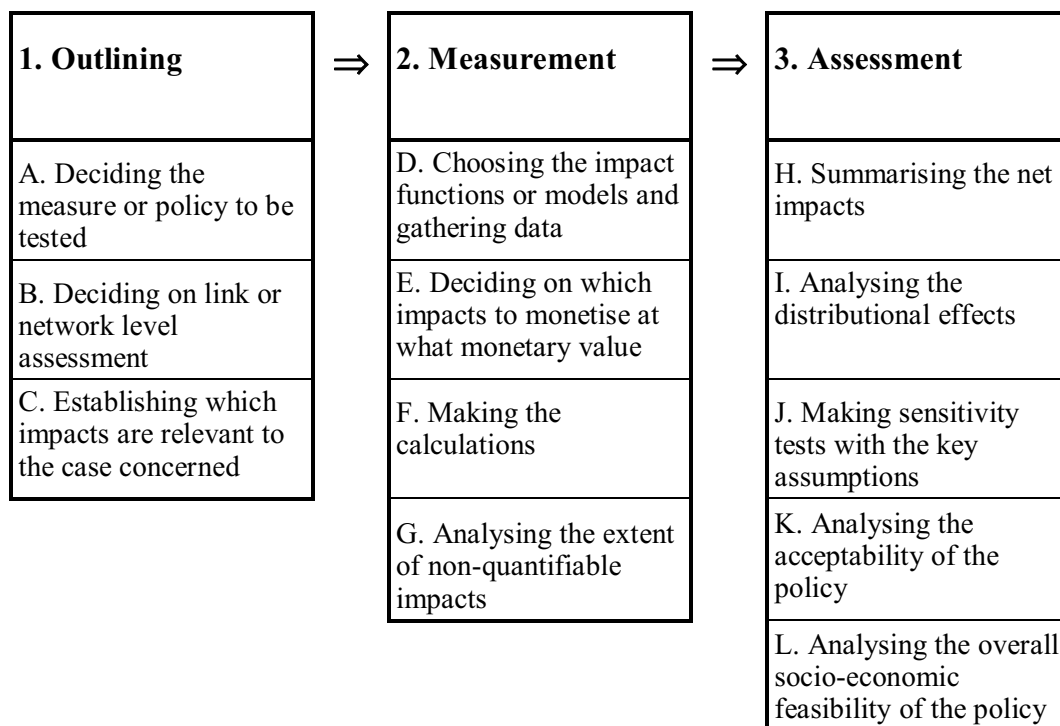 1. Outlining
⇒
2. Measurement
⇒
3. Assessment
A. Deciding the
measure or policy to be
tested
B. Deciding on link or
network level
assessment
C. Establishing which
impacts are relevant to
the case concerned
D. Choosing the impact
functions or models and
gathering data
E. Deciding on which
impacts to monetise at
what monetary value
F. Making the
calculations
G. Analysing the extent
of non-quantifiable
impacts
H. Summarising the net
impacts
I. Analysing the
distributional effects
J. Making sensitivity
tests with the key
assumptions
K. Analysing the
acceptability of the
policy
L. Analysing the overall
socio-economic
feasibility of the policy